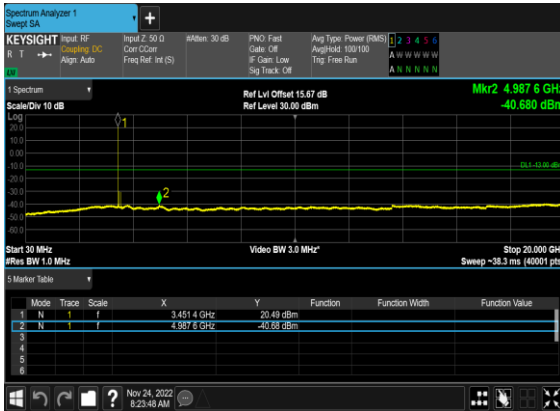 Spectrum Analyzer 1
Swept SA
+
KEYSIGHT Input: RF Input Z: 50 Ω #Atten: 30 dB PNO: Fast Avg Type: Power (RMS) 1 2 3 4 5 6
R T Coupling: DC Corr CCorr Gate: Off Avg|Hold: 100/100 A W W W W W
Align: Auto Freq Ref: Int (S) IF Gain: Low Trig: Free Run
Sig Track: Off A N N N N N
1 Spectrum
Scale/Div 10 dB
Ref Lvl Offset 15.67 dB
Ref Level 30.00 dBm
Mkr2 4.987 6 GHz
-40.680 dBm
Log
1
20.0
10.0
0.00
-10.0
DL1 -13.00 dBm
-20.0
-30.0
2
-40.0
-50.0
-60.0
Start 30 MHz Video BW 3.0 MHz* Stop 20.000 GHz
#Res BW 1.0 MHz Sweep ~38.3 ms (40001 pts)
5 Marker Table
Mode Trace Scale X Y Function Function Width Function Value
1 N 1 f 3.451 4 GHz 20.49 dBm
2 N 1 f 4.987 6 GHz -40.68 dBm
3
4
5
6
?
Nov 24, 2022
8:23:48 AM